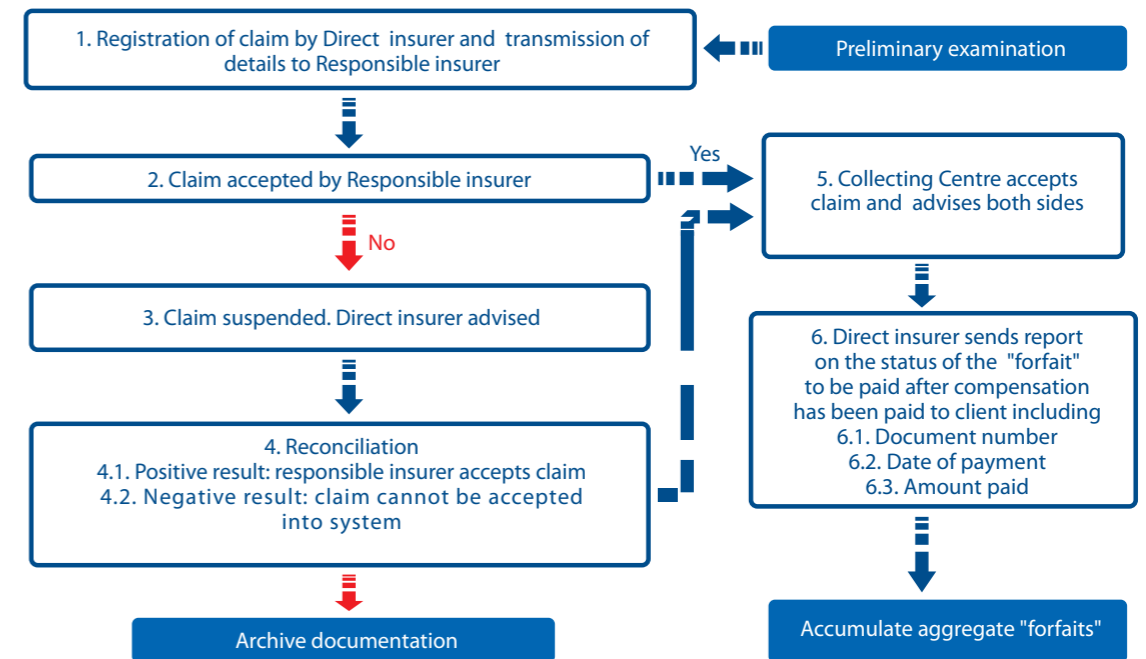 1. Registration of claim by Direct insurer and transmission of
details to Responsible insurer
Preliminary examination
2. Claim accepted by Responsible insurer
Yes
No
3. Claim suspended. Direct insurer advised
4. Reconciliation
4.1. Positive result: responsible insurer accepts claim
4.2. Negative result: claim cannot be accepted
into system
Archive documentation
5. Collecting Centre accepts
claim and advises both sides
6. Direct insurer sends report
on the status of the "forfait"
to be paid after compensation
has been paid to client including
6.1. Document number
6.2. Date of payment
6.3. Amount paid
Accumulate aggregate "forfaits"